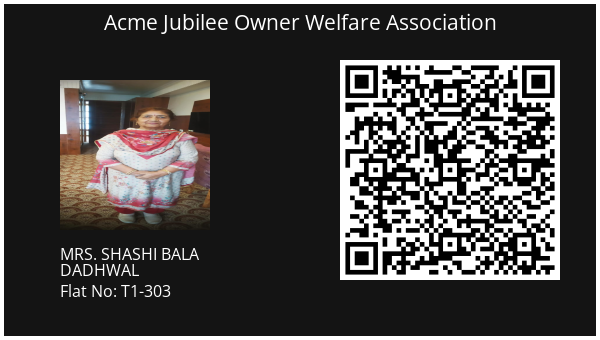 Acme Jubilee Owner Welfare Association
MRS. SHASHI BALA
DADHWAL
Flat No: T1-303